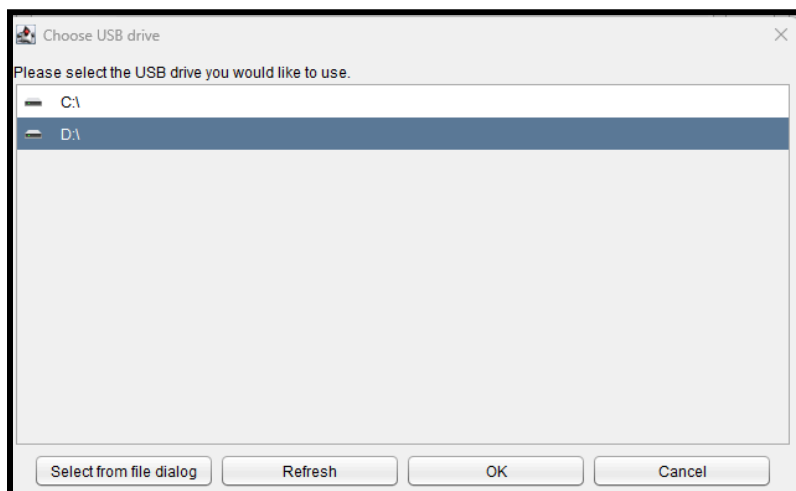 Choose USB drive
Please select the USB drive you would like to use.
C:\
D:\
Select from file dialog Refresh OK Cancel